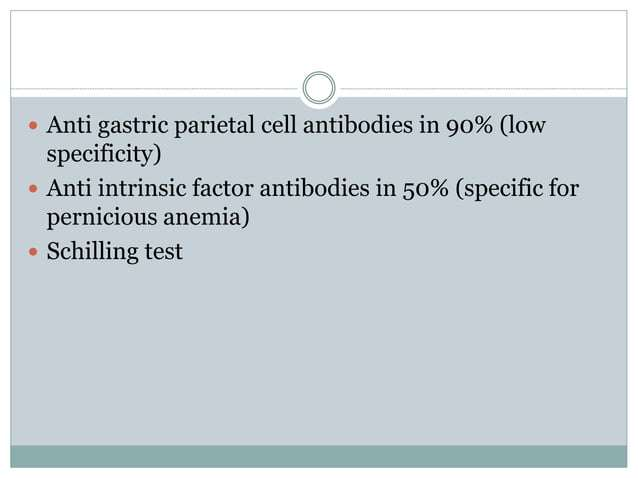 Anti gastric parietal cell antibodies in 90% (low
specificity)
Anti intrinsic factor antibodies in 50% (specific for
pernicious anemia)
Schilling test